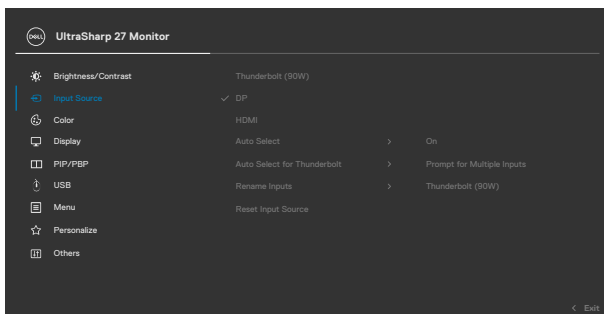 DELL UltraSharp 27 Monitor
Brightness/Contrast Thunderbolt (90W)
Input Source DP
Color HDMI
Display Auto Select > On
PIP/PBP Auto Select for Thunderbolt > Prompt for Multiple Inputs
USB Rename Inputs > Thunderbolt (90W)
Menu Reset Input Source
Personalize
Others
< Exit